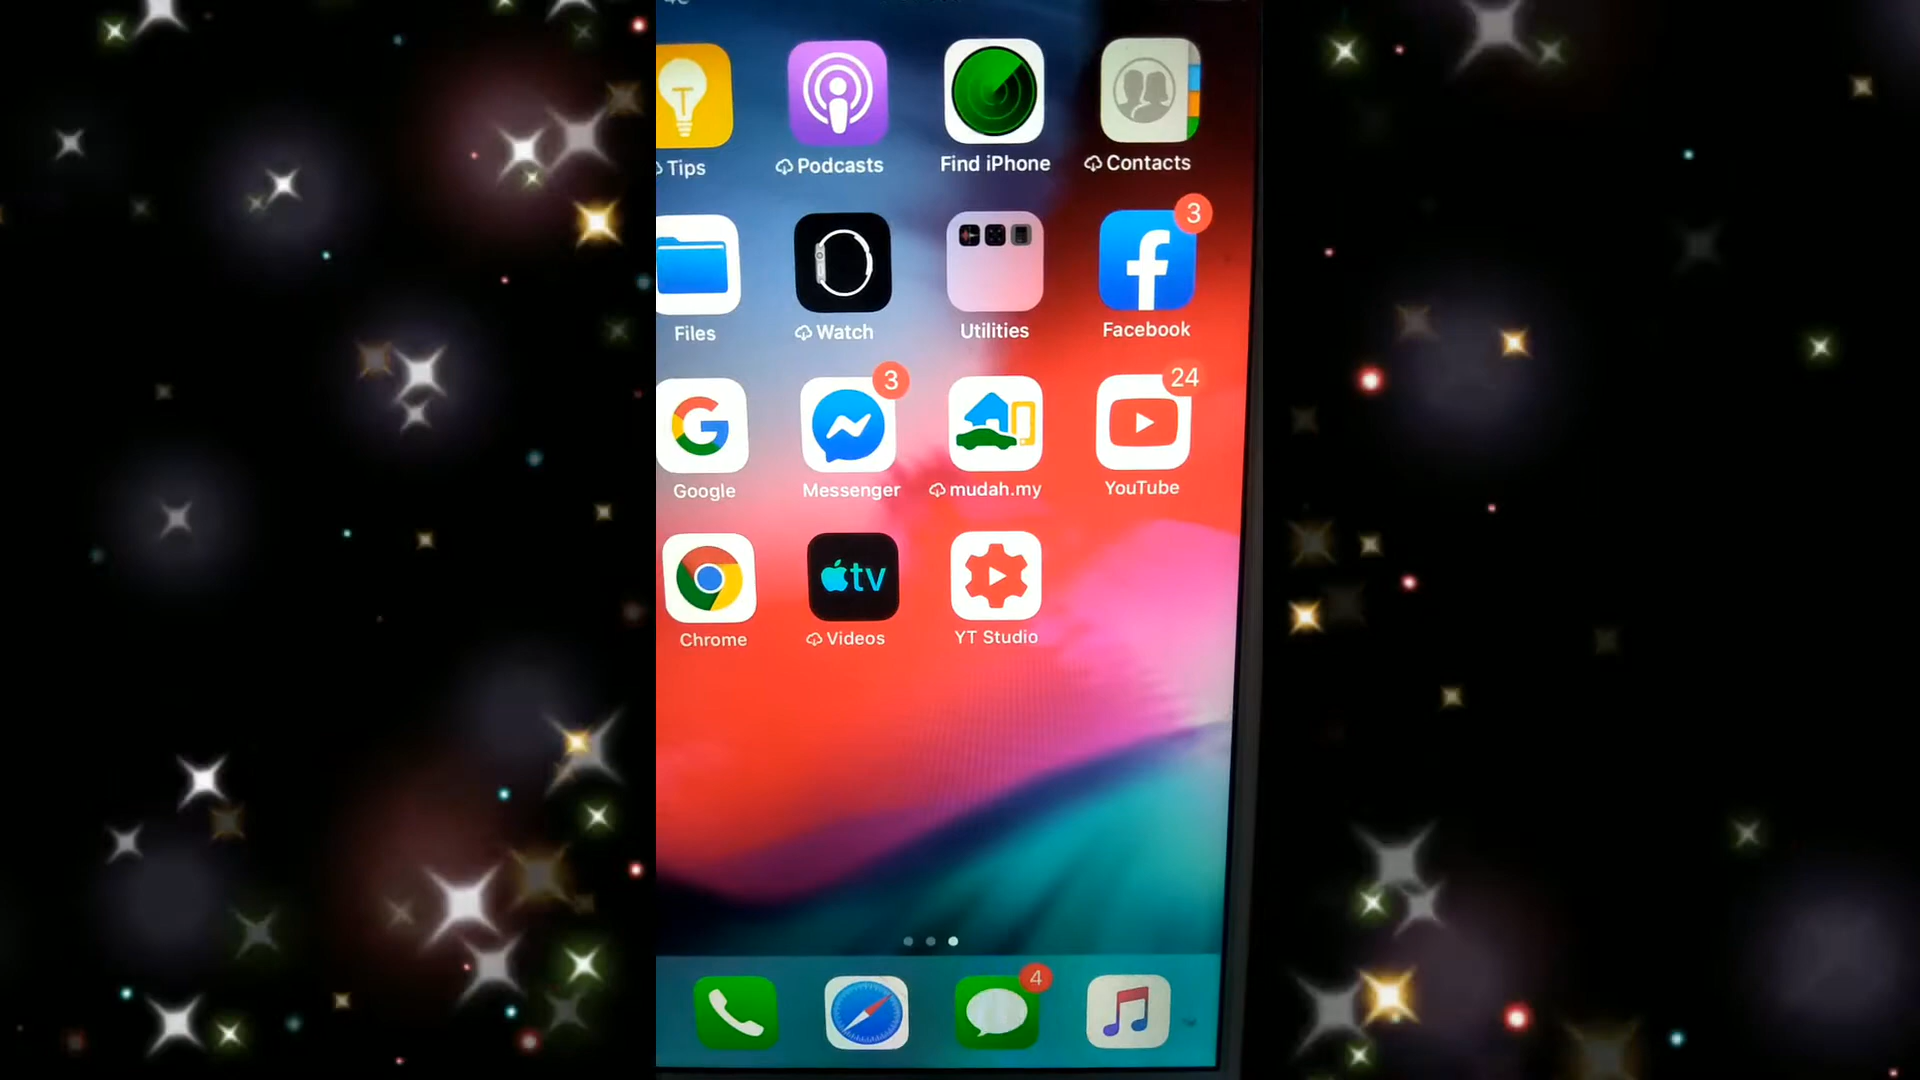 Tips
Podcasts
Find iPhone
Contacts
3
Files
Watch
Utilities
Facebook
3
24
Google
Messenger
mudah.my
YouTube
tv
Chrome
Videos
YT Studio
4